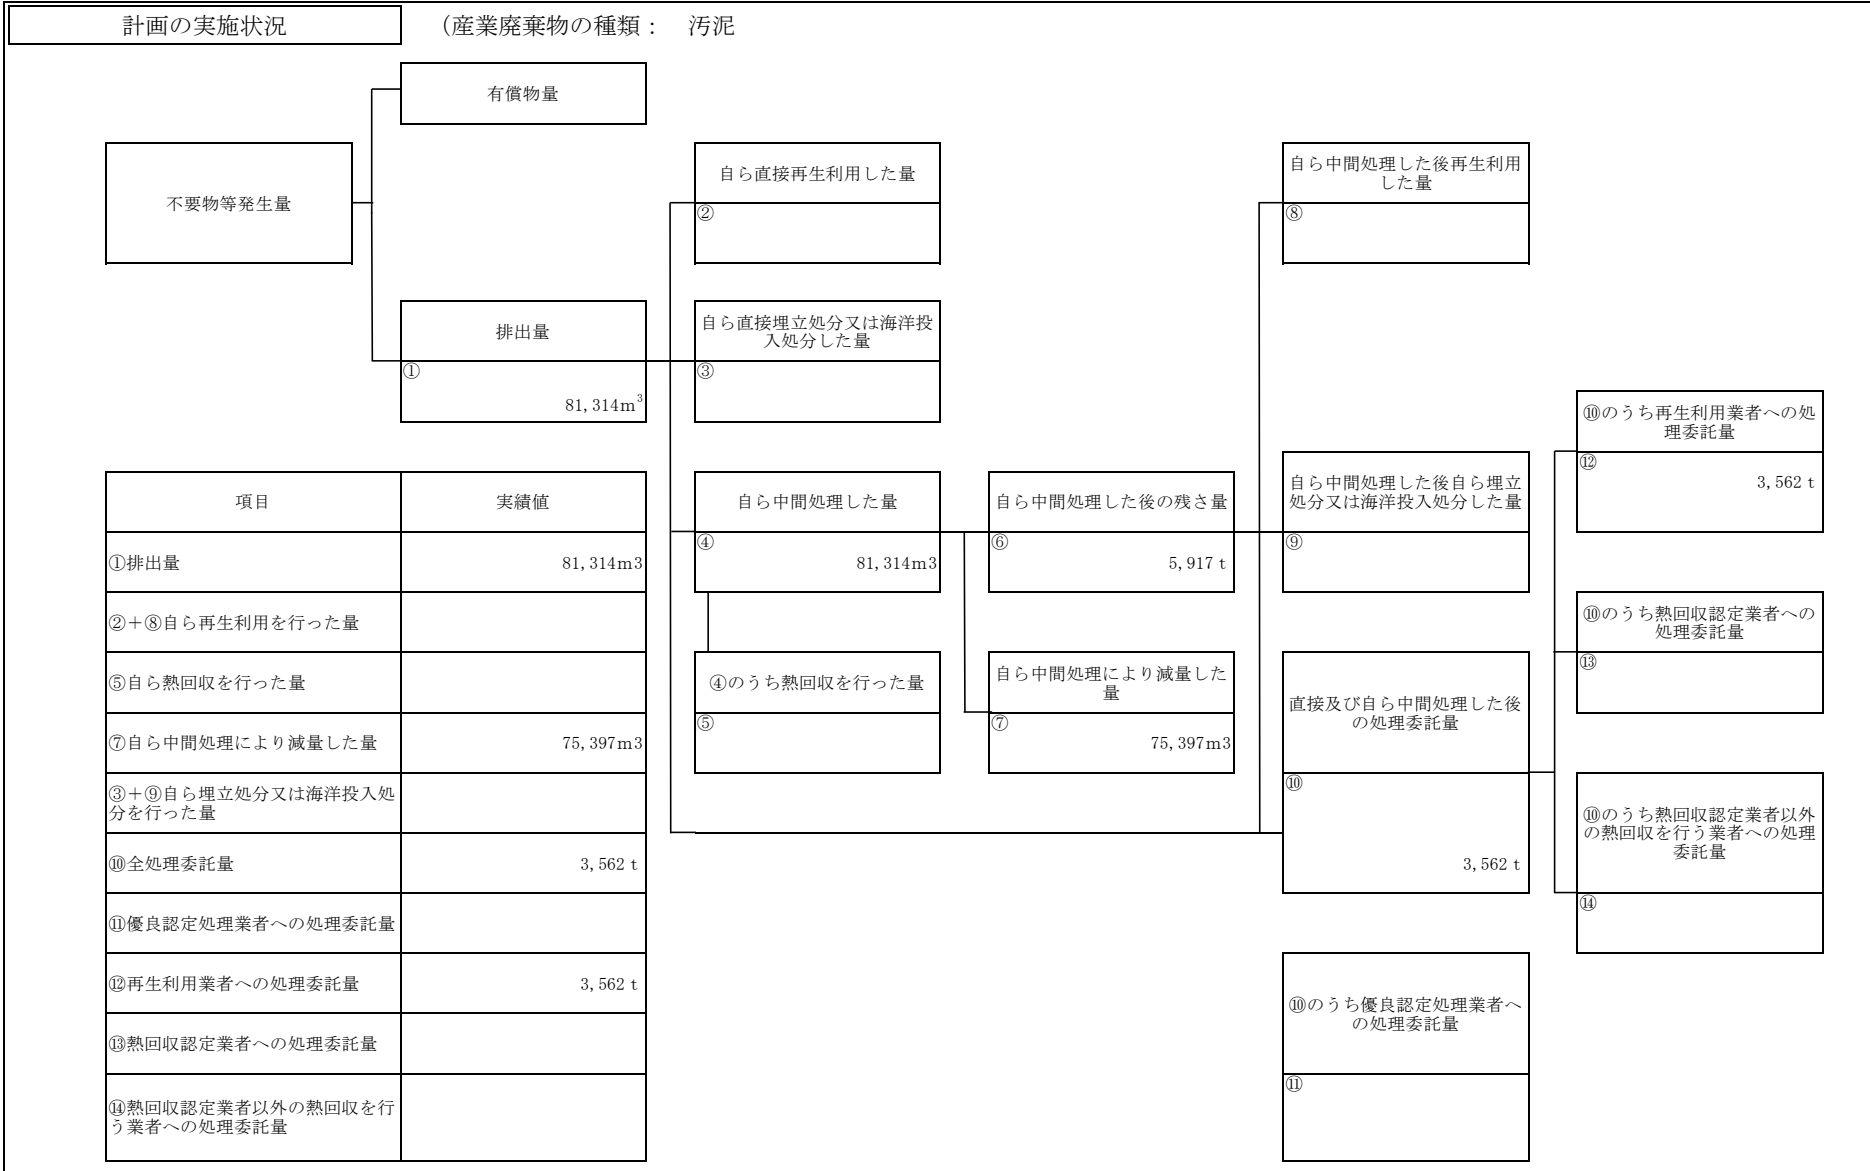 計画の実施状況
（産業廃棄物の種類： 汚泥
有償物量
不要物等発生量
自ら直接再生利用した量
②
自ら中間処理した後再生利用
した量
⑧
排出量
①
81,314m³
自ら直接埋立処分又は海洋投
入処分した量
③
⑩のうち再生利用業者への処
理委託量
⑫
3,562ｔ
項目 実績値
①排出量 81,314m3
②＋⑧自ら再生利用を行った量
⑤自ら熱回収を行った量
⑦自ら中間処理により減量した量 75,397m3
③＋⑨自ら埋立処分又は海洋投入処
分を行った量
⑩全処理委託量 3,562ｔ
⑪優良認定処理業者への処理委託量
⑫再生利用業者への処理委託量 3,562ｔ
⑬熱回収認定業者への処理委託量
⑭熱回収認定業者以外の熱回収を行
う業者への処理委託量
自ら中間処理した量
④
81,314m3
④のうち熱回収を行った量
⑤
自ら中間処理した後の残さ量
⑥
5,917ｔ
自ら中間処理により減量した
量
⑦
75,397m3
自ら中間処理した後自ら埋立
処分又は海洋投入処分した量
⑨
直接及び自ら中間処理した後
の処理委託量
⑩
3,562ｔ
⑩のうち優良認定処理業者へ
の処理委託量
⑪
⑩のうち熱回収認定業者への
処理委託量
⑬
⑩のうち熱回収認定業者以外
の熱回収を行う業者への処理
委託量
⑭